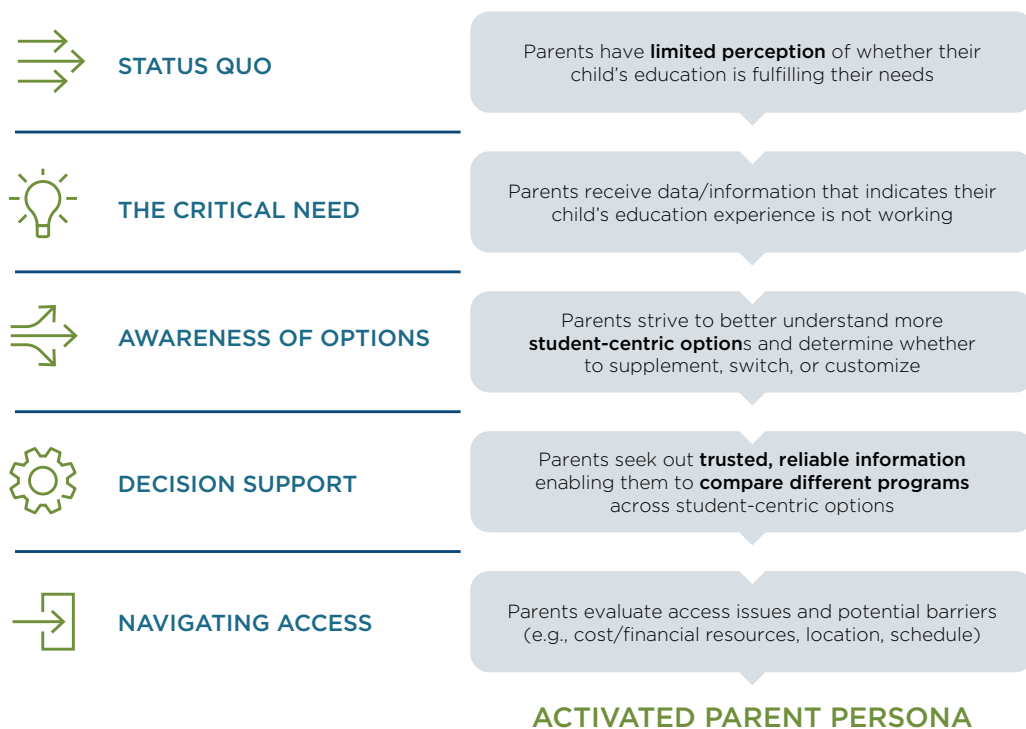 STATUS QUO
Parents have limited perception of whether their
child's education is fulfilling their needs
THE CRITICAL NEED
Parents receive data/information that indicates their
child's education experience is not working
AWARENESS OF OPTIONS
Parents strive to better understand more
student-centric options and determine whether
to supplement, switch, or customize
DECISION SUPPORT
Parents seek out trusted, reliable information
enabling them to compare different programs
across student-centric options
NAVIGATING ACCESS
Parents evaluate access issues and potential barriers
(e.g., cost/financial resources, location, schedule)
ACTIVATED PARENT PERSONA